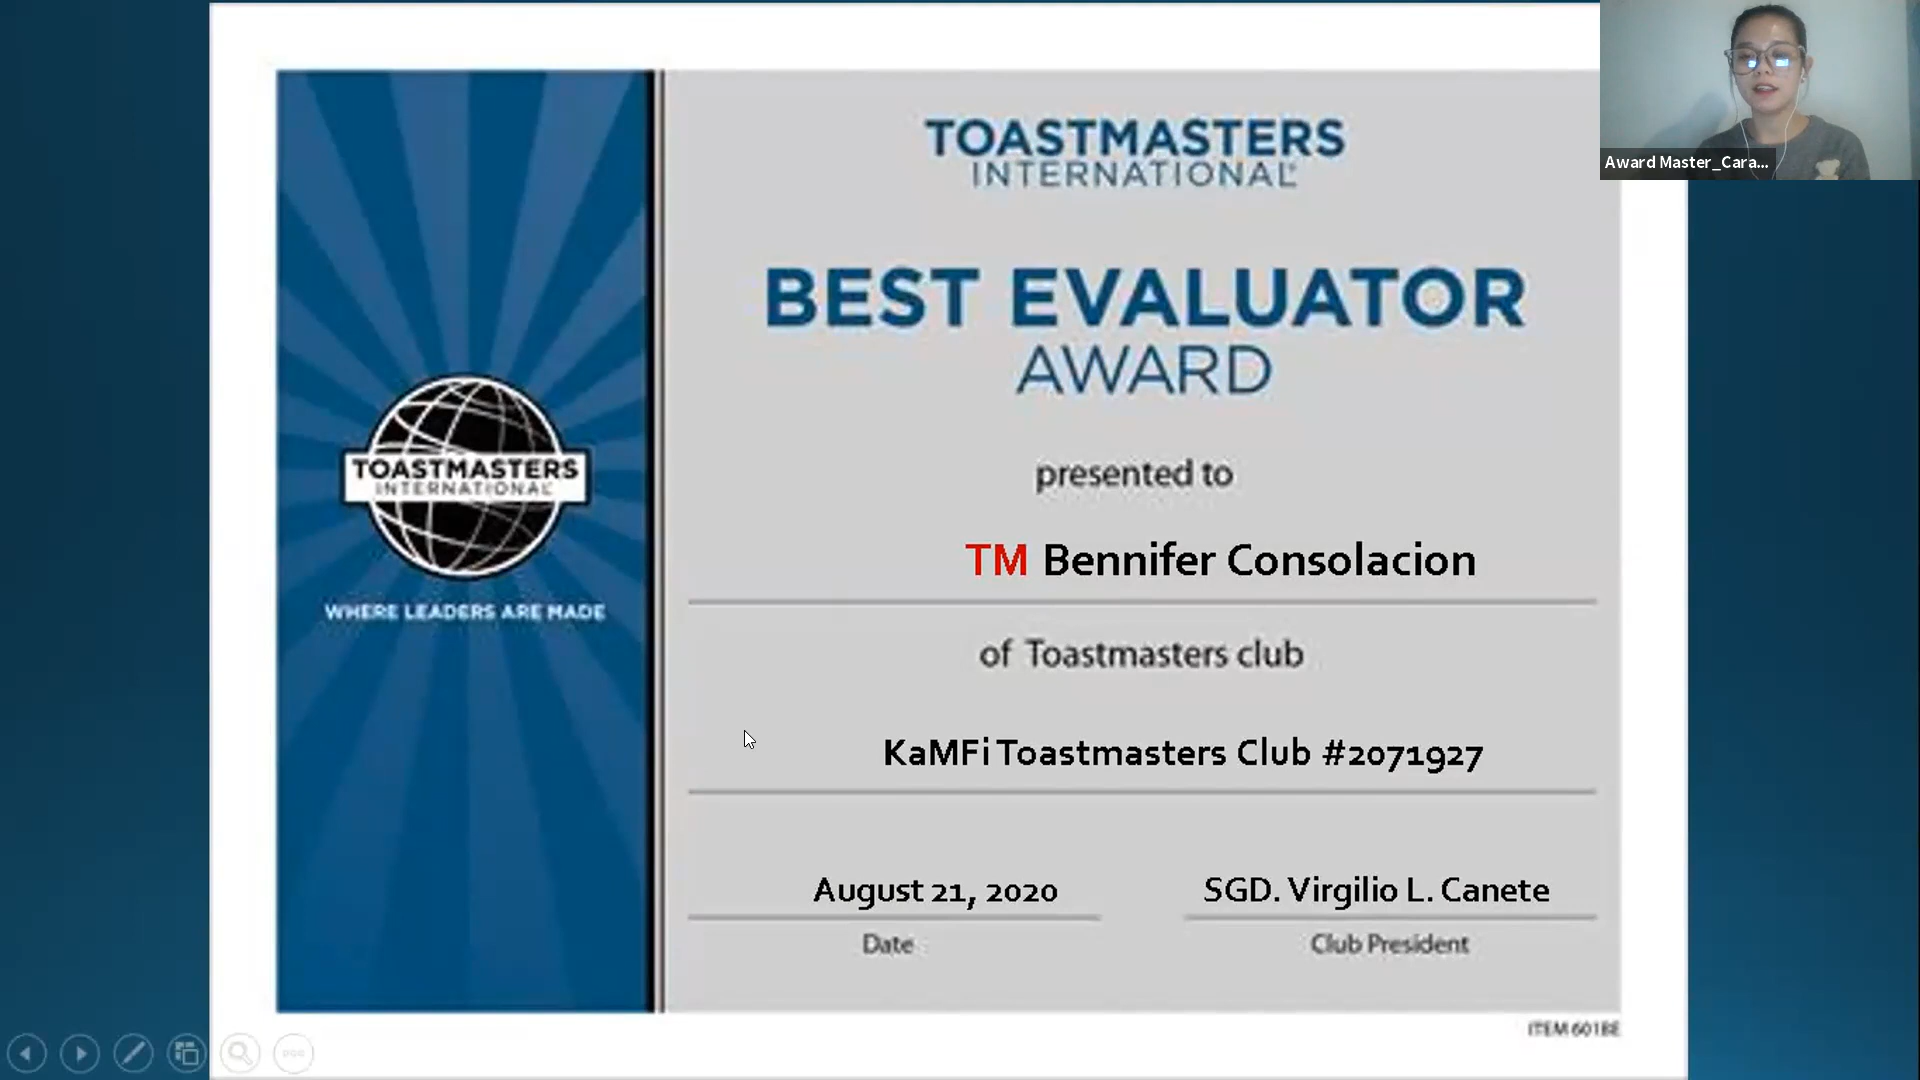 TOASTMASTERS
INTERNATIONAL
BEST EVALUATOR
AWARD
presented to
TM Bennifer Consolacion
of Toastmasters club
KaMFi Toastmasters Club #2071927
August 21, 2020
SGD. Virgilio L. Canete
Date
Club President
TOASTMASTERS
INTERNATIONAL
WHERE LEADERS ARE MADE
ITEM 601BE
Award Master_Cara...